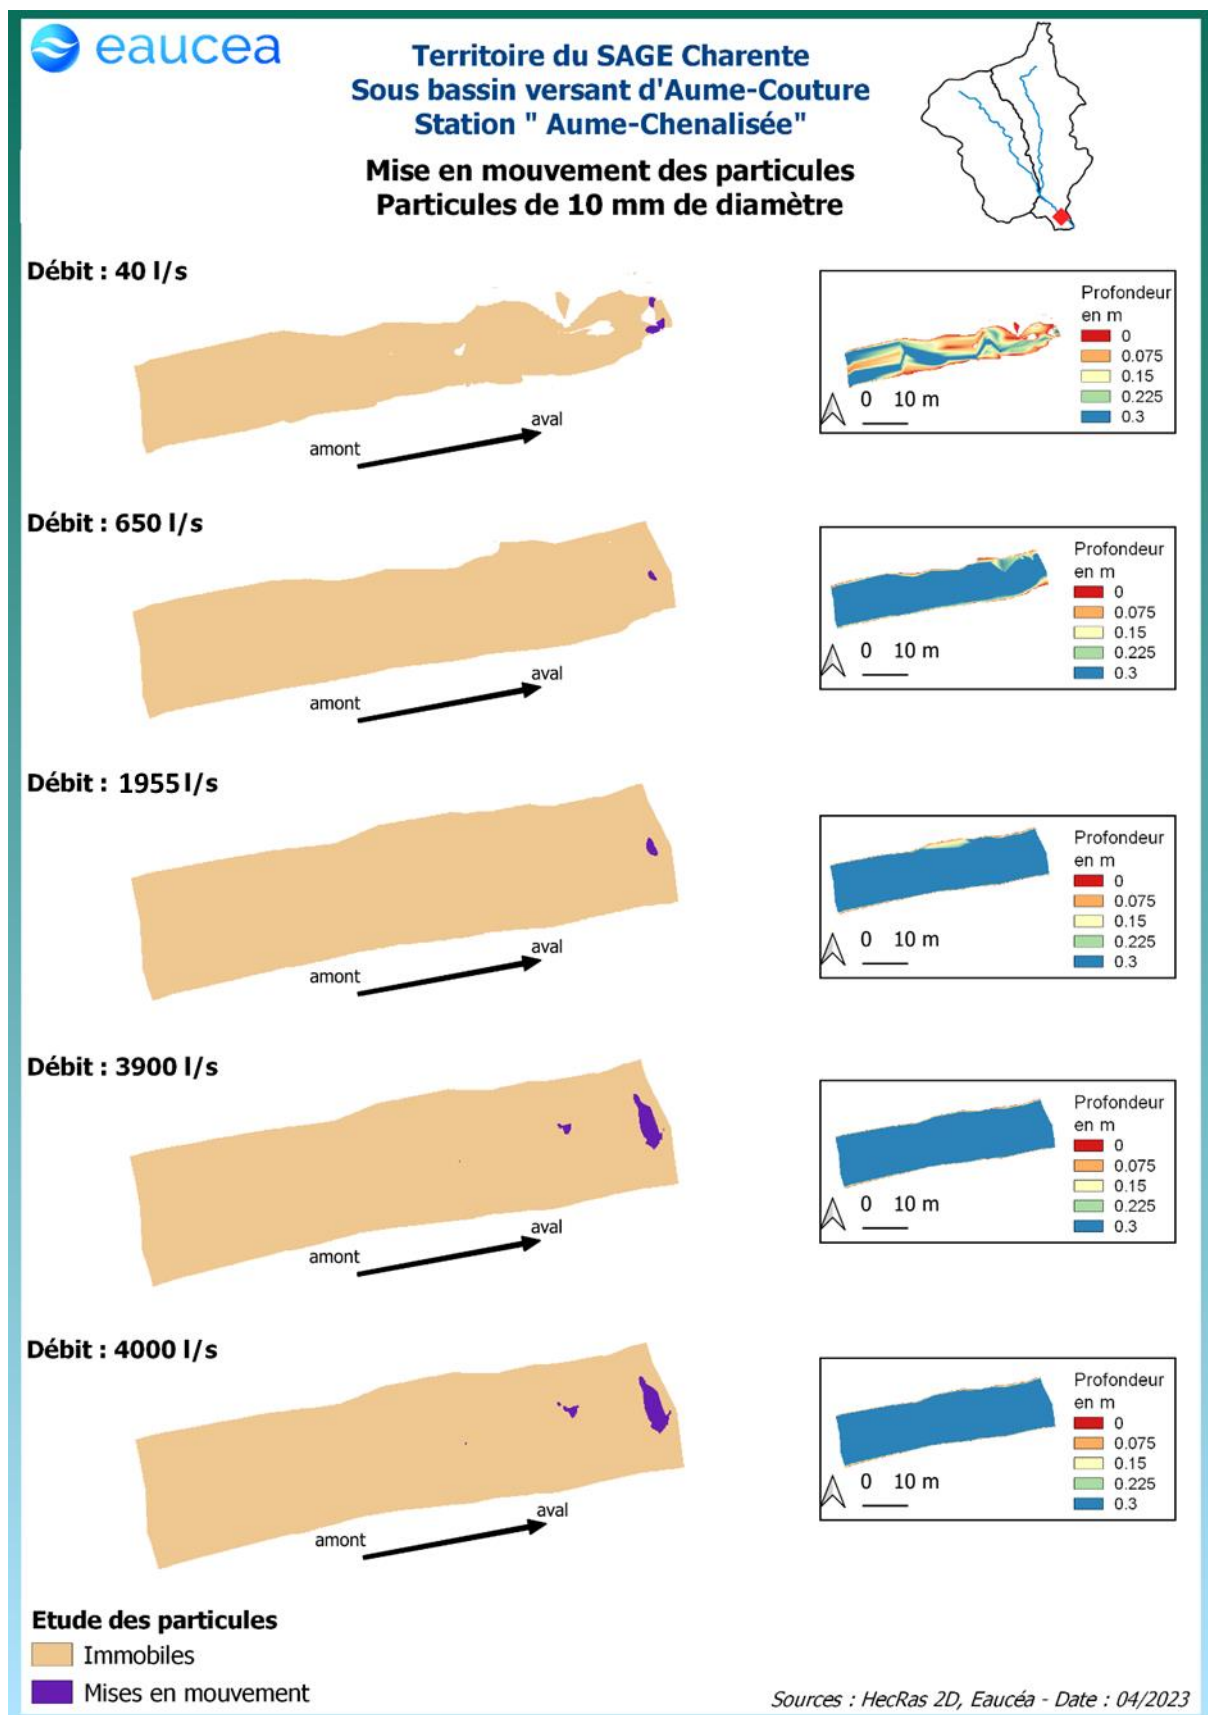 eaucea
Territoire du SAGE Charente
Sous bassin versant d'Aume-Couture
Station " Aume-Chenalisée"
Mise en mouvement des particules
Particules de 10 mm de diamètre
Débit : 40 l/s
amont
aval
Profondeur
en m
0
0.075
0.15
0.225
0.3
0 10 m
Débit : 650 l/s
amont
aval
Profondeur
en m
0
0.075
0.15
0.225
0.3
0 10 m
Débit : 1955 l/s
amont
aval
Profondeur
en m
0
0.075
0.15
0.225
0.3
0 10 m
Débit : 3900 l/s
amont
aval
Profondeur
en m
0
0.075
0.15
0.225
0.3
0 10 m
Débit : 4000 l/s
amont
aval
Profondeur
en m
0
0.075
0.15
0.225
0.3
0 10 m
Etude des particules
Immobiles
Mises en mouvement
Sources : HecRas 2D, Eaucéa - Date : 04/2023